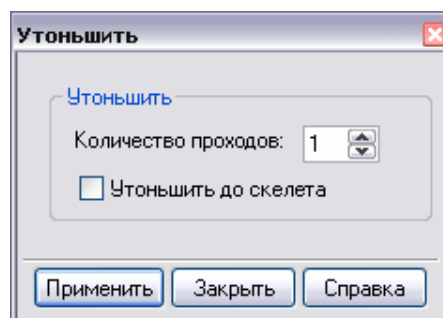 Утоньшить
Утоньшить
Количество проходов: 1
Утоньшить до скелета
Применить Закрыть Справка